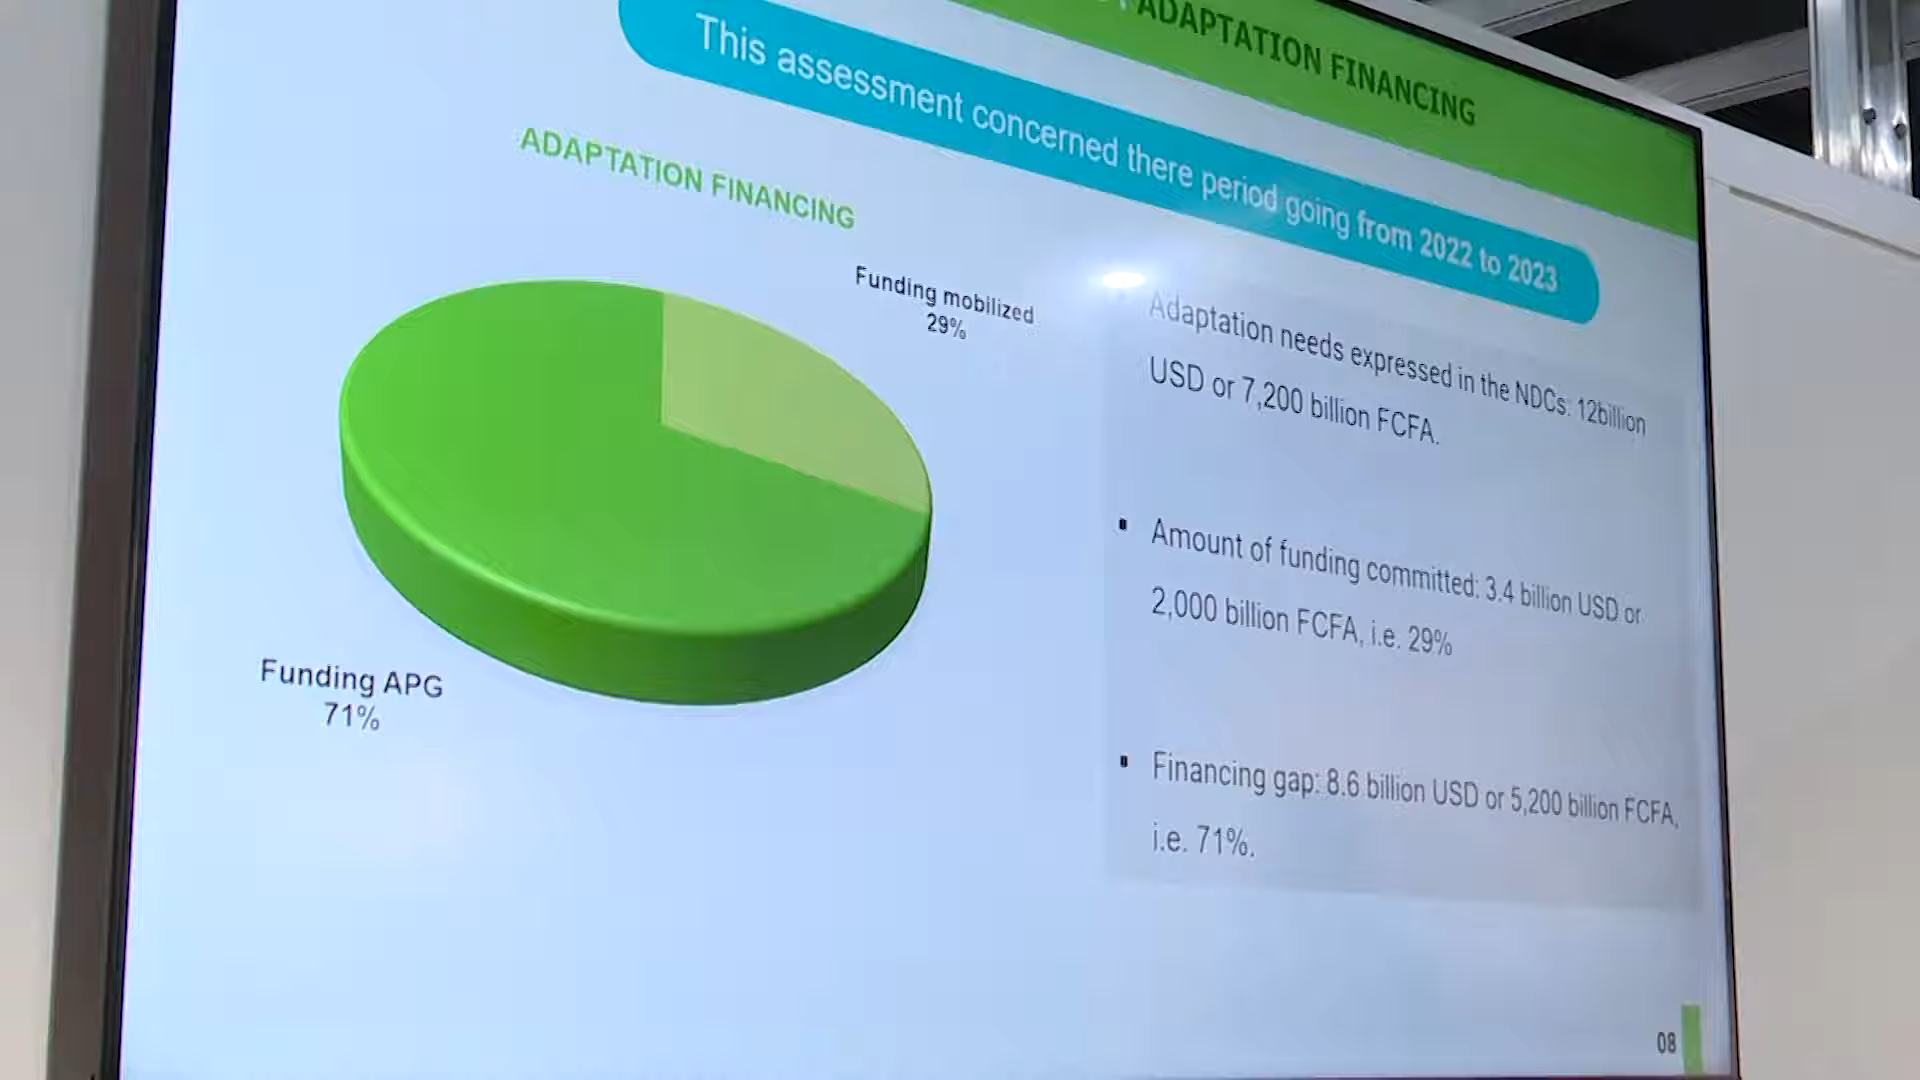 ADAPTATION FINANCING
This assessment concerned there period going from 2022 to 2023
ADAPTATION FINANCING
Funding mobilized
29%
Funding APG
71%
Adaptation needs expressed in the NDCs: 12billion
USD or 7,200 billion FCFA.
▪ Amount of funding committed: 3.4 billion USD or
2,000 billion FCFA, i.e. 29%
▪ Financing gap: 8.6 billion USD or 5,200 billion FCFA,
i.e. 71%.
08